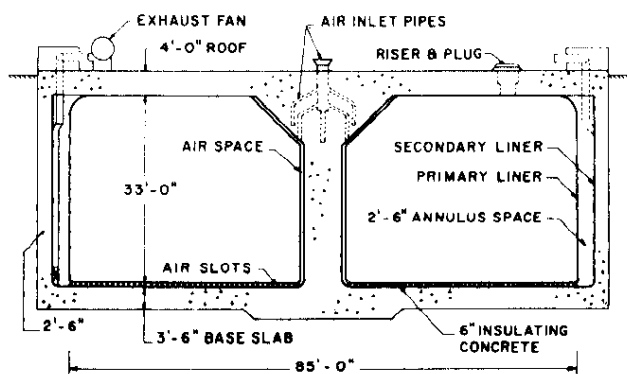 EXHAUST FAN
AIR INLET PIPES
4'-0" ROOF
RISER & PLUG
AIR SPACE
SECONDARY LINER
PRIMARY LINER
33'-0"
2'-6" ANNULUS SPACE
AIR SLOTS
2'-6"
3'-6" BASE SLAB
6" INSULATING
CONCRETE
85'-0"